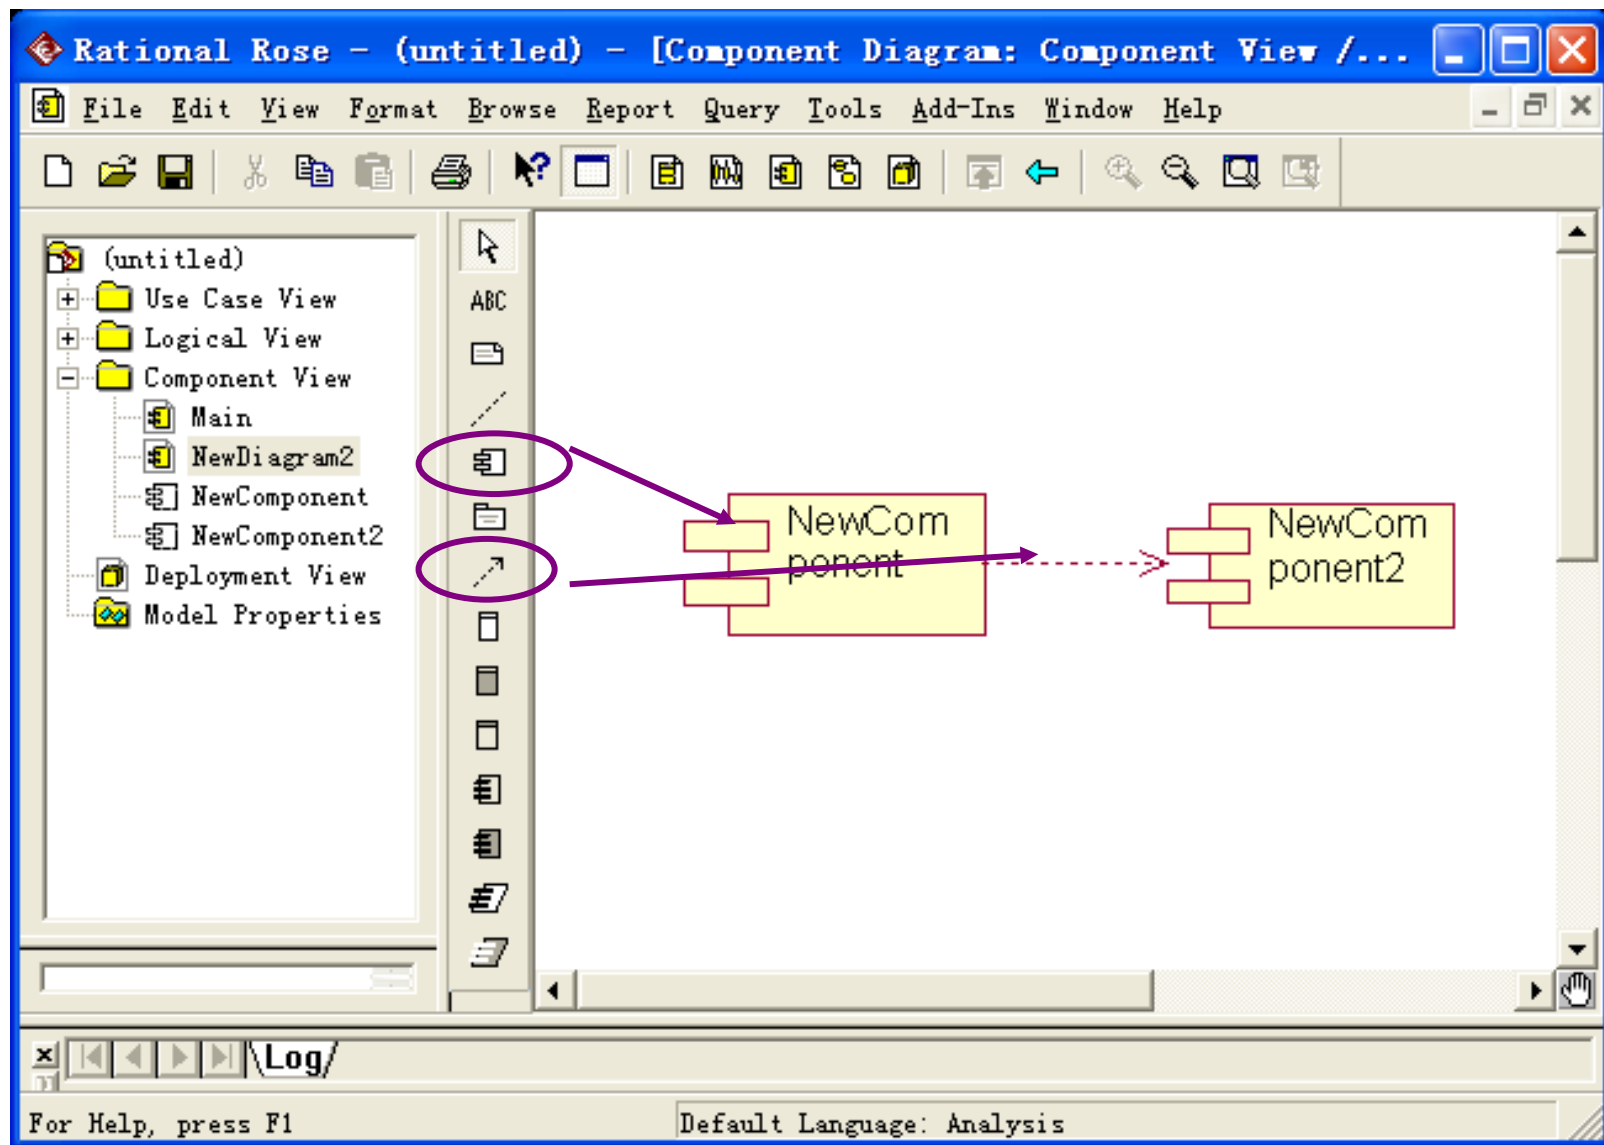 Rational Rose - (untitled) - [Component Diagram: Component View /...
File Edit View Format Browse Report Query Tools Add-Ins Window Help
(untitled)
Use Case View
Logical View
Component View
Main
NewDiagram2
NewComponent
NewComponent2
Deployment View
Model Properties
ABC
NewCom
ponent
NewCom
ponent2
Log
For Help, press F1
Default Language: Analysis